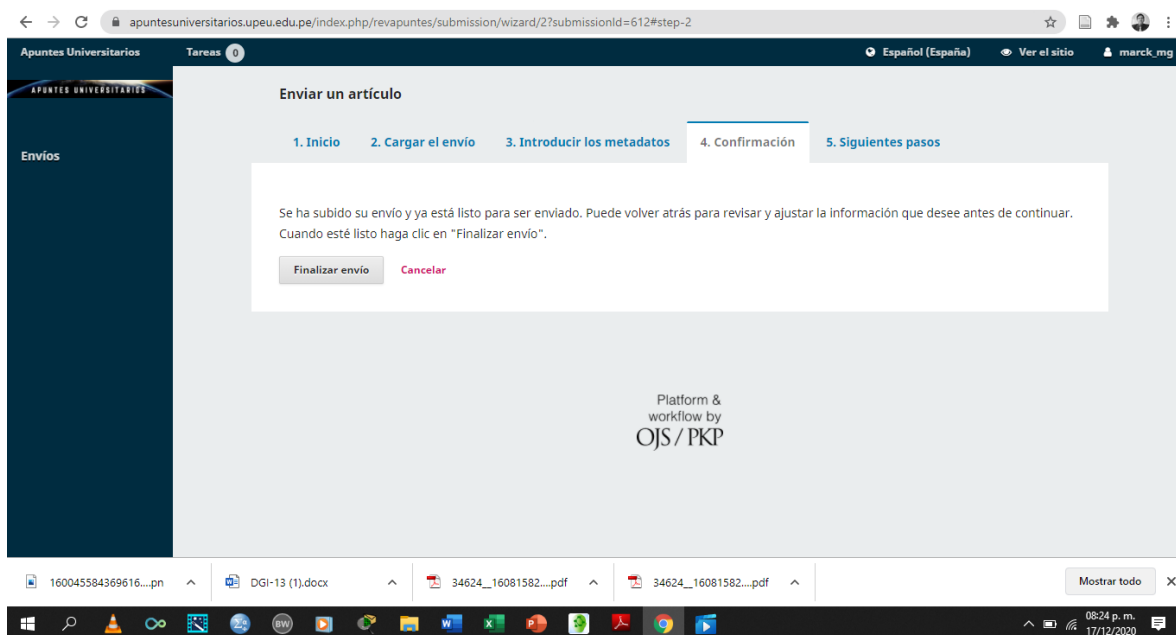 apuntesuniversitarios.upeu.edu.pe/index.php/revapuntes/submission/wizard/2?submissionId=612#step-2
Apuntes Universitarios Tareas 0 Español (España) Ver el sitio marck_mg
APUNTES UNIVERSITARIOS
Enviar un artículo
1. Inicio 2. Cargar el envío 3. Introducir los metadatos 4. Confirmación 5. Siguientes pasos
Envíos
Se ha subido su envío y ya está listo para ser enviado. Puede volver atrás para revisar y ajustar la información que desee antes de continuar.
Cuando esté listo haga clic en "Finalizar envío".
Finalizar envío Cancelar
Platform &
workflow by
OJS / PKP
160045584369616....pn DGI-13 (1).docx 34624__16081582....pdf 34624__16081582....pdf Mostrar todo
BW
08:24 p. m.
17/12/2020